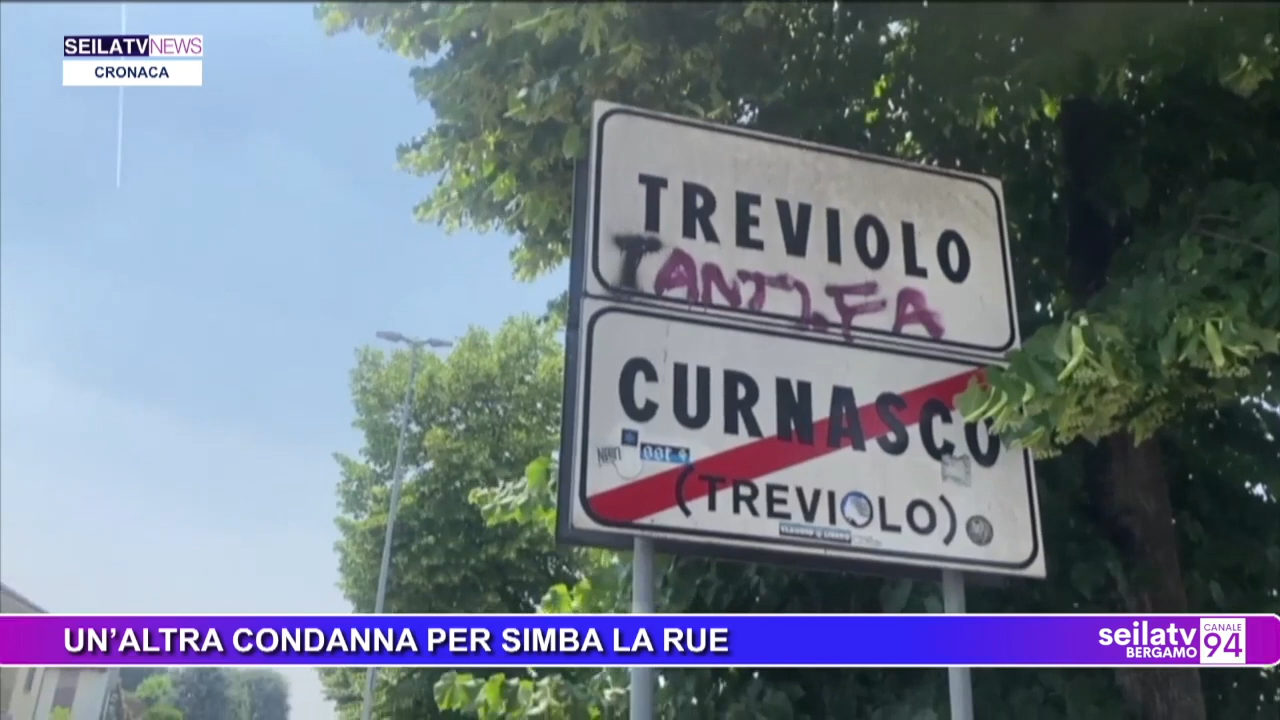 SEILATV NEWS
CRONACA
TREVIOLO
ANTIFA
CURNASCO
(TREVIOLO)
UN'ALTRA CONDANNA PER SIMBA LA RUE
seilatv CANALE
BERGAMO 94